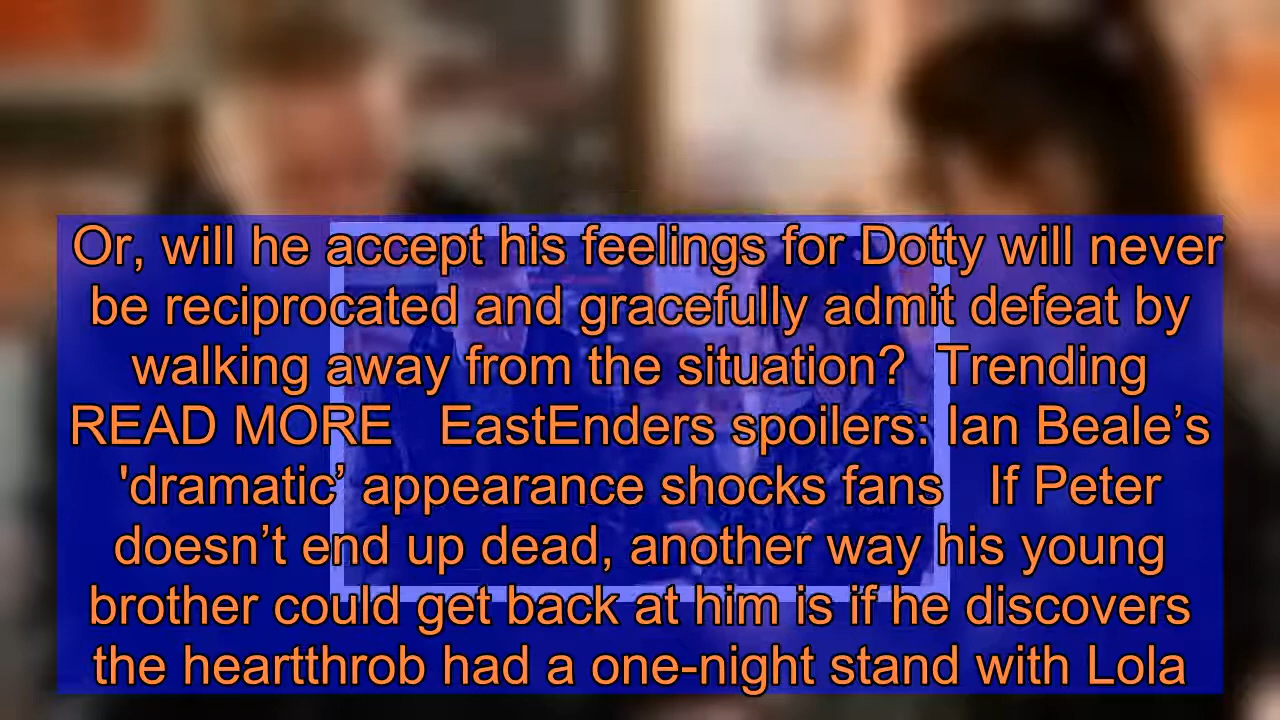 Or, will he accept his feelings for Dotty will never
be reciprocated and gracefully admit defeat by
walking away from the situation?  Trending
READ MORE   EastEnders spoilers: Ian Beale’s
'dramatic’ appearance shocks fans   If Peter
doesn’t end up dead, another way his young
brother could get back at him is if he discovers
the heartthrob had a one-night stand with Lola